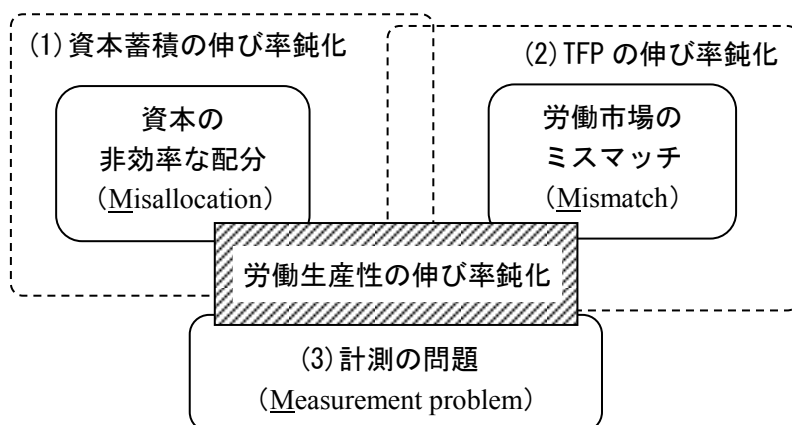 (1)資本蓄積の伸び率鈍化
(2)TFPの伸び率鈍化
資本の
非効率な配分
（Misallocation）
労働市場の
ミスマッチ
（Mismatch）
労働生産性の伸び率鈍化
(3)計測の問題
（Measurement problem）